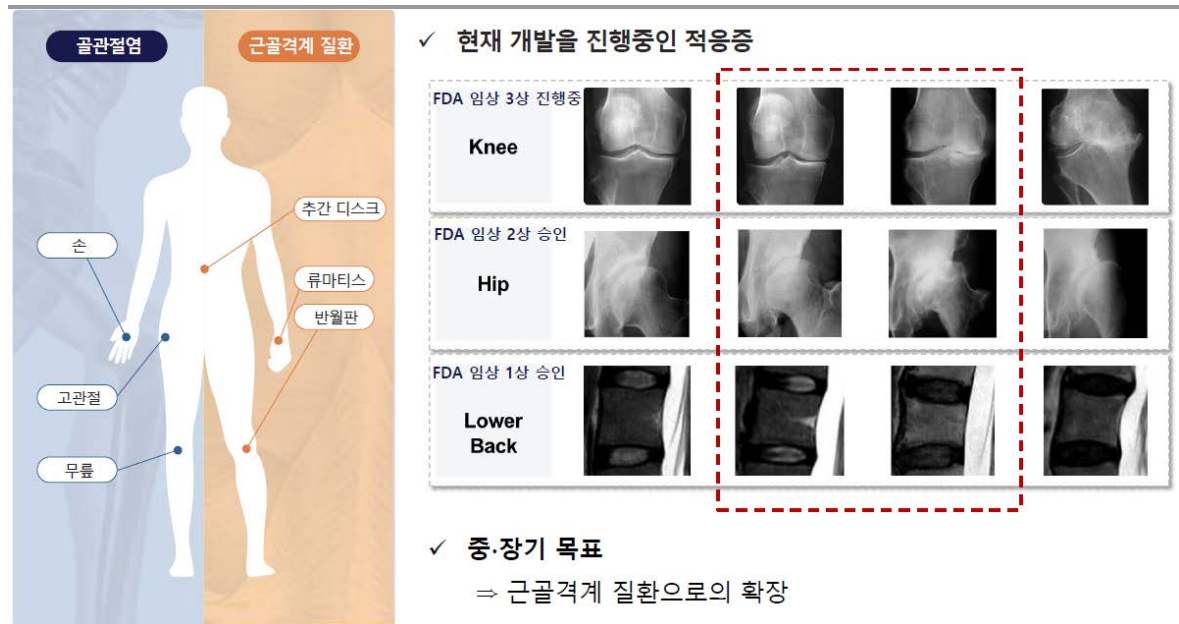 골관절염
근골격계 질환
추간 디스크
손
류마티스
반월판
고관절
무릎
✓ 현재 개발을 진행중인 적응증
FDA 임상 3상 진행중
Knee
FDA 임상 2상 승인
Hip
FDA 임상 1상 승인
Lower
Back
✓ 중·장기 목표
⇒ 근골격계 질환으로의 확장